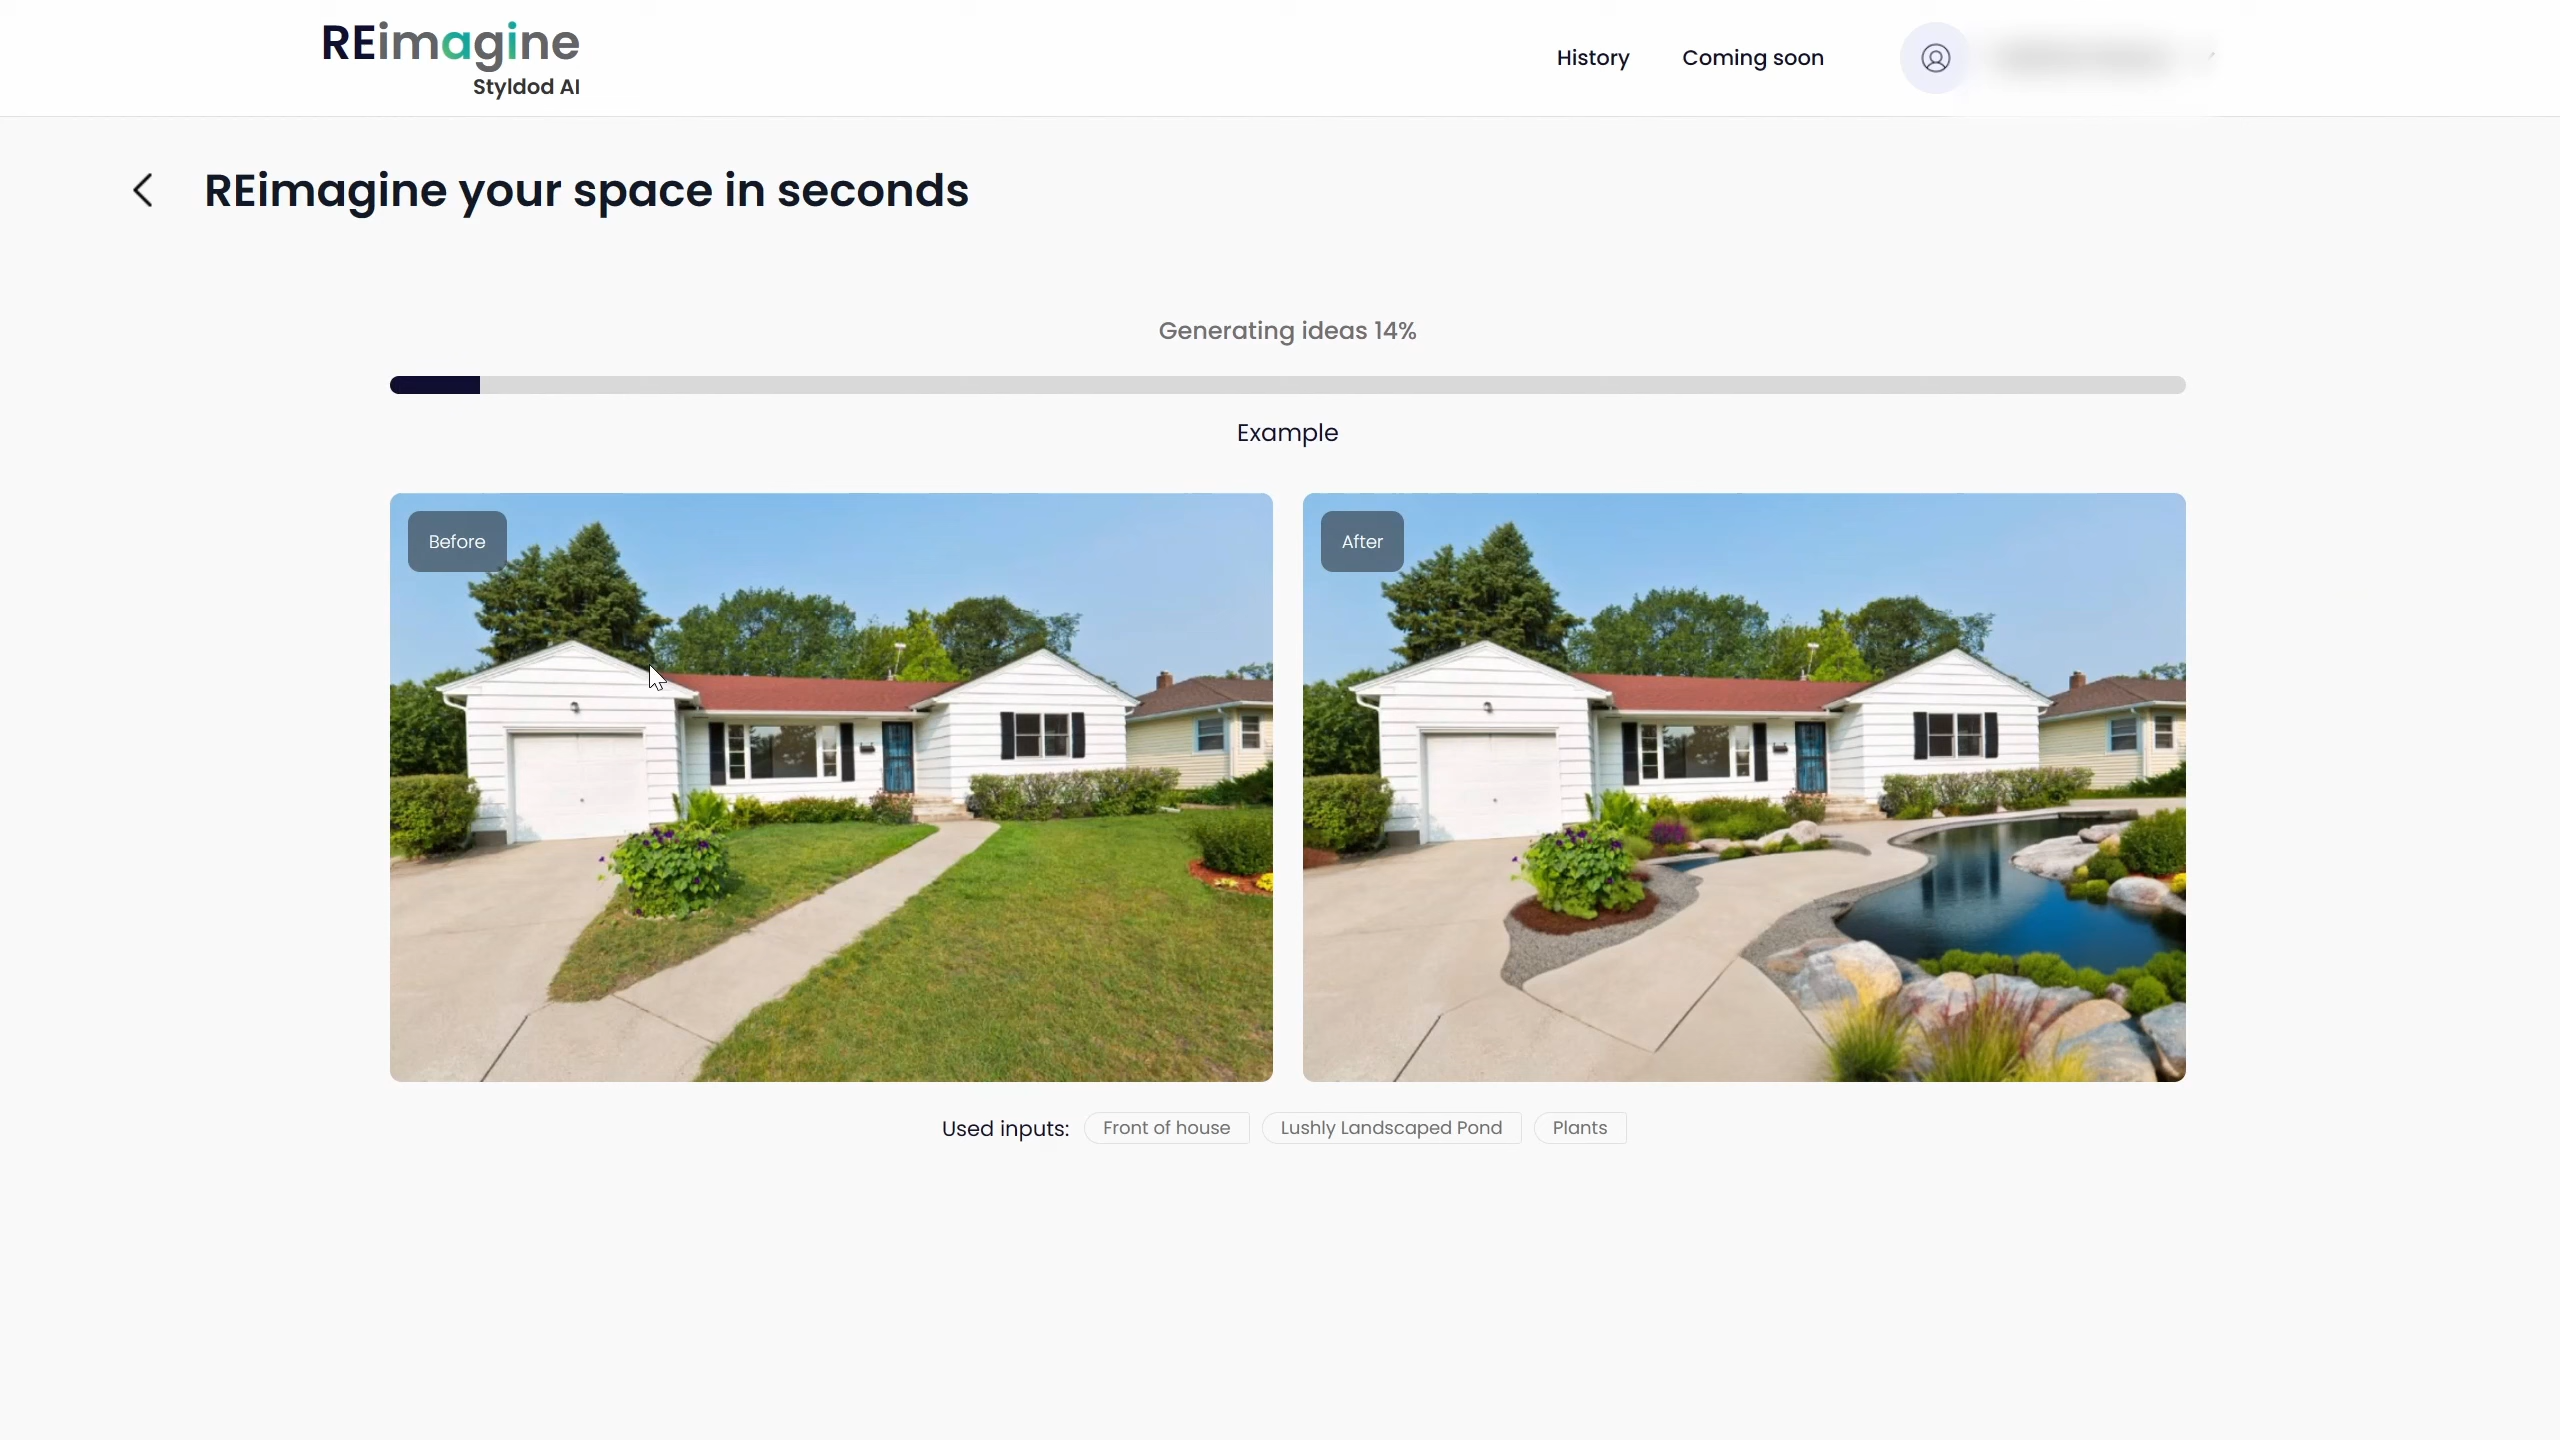 REimagine
Styldod AI
History
Coming soon
REimagine your space in seconds
Generating ideas 14%
Example
Before
After
Used inputs:
Front of house
Lushly Landscaped Pond
Plants